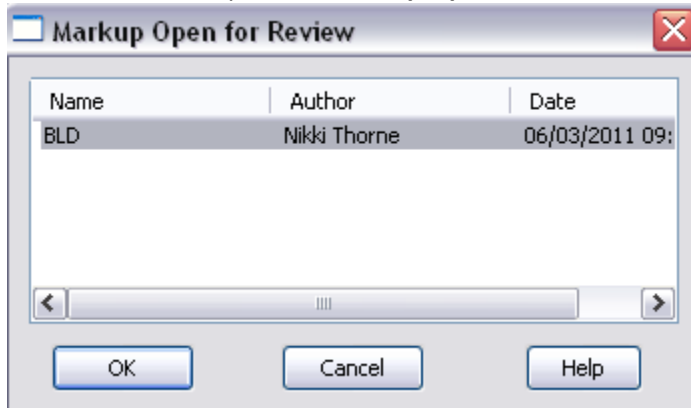 Markup Open for Review
Name Author Date
BLD Nikki Thorne 06/03/2011 09:
OK Cancel Help